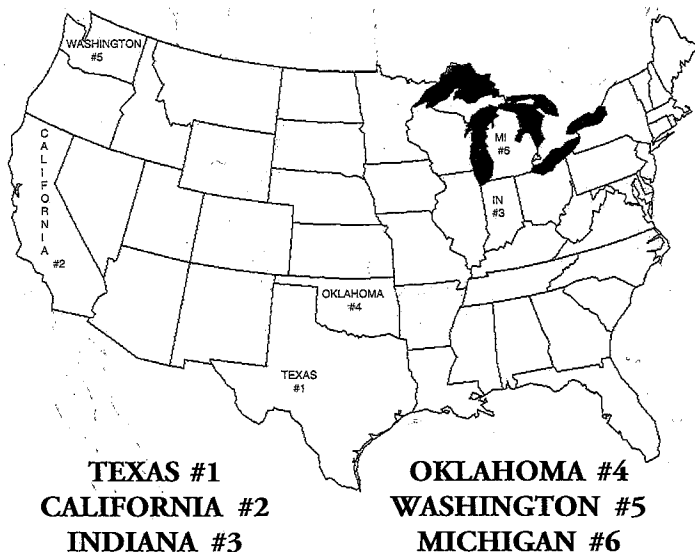 WASHINGTON
#5
CALIFORNIA
#2
MI
#6
IN
#3
OKLAHOMA
#4
TEXAS
#1
TEXAS #1
CALIFORNIA #2
INDIANA #3
OKLAHOMA #4
WASHINGTON #5
MICHIGAN #6